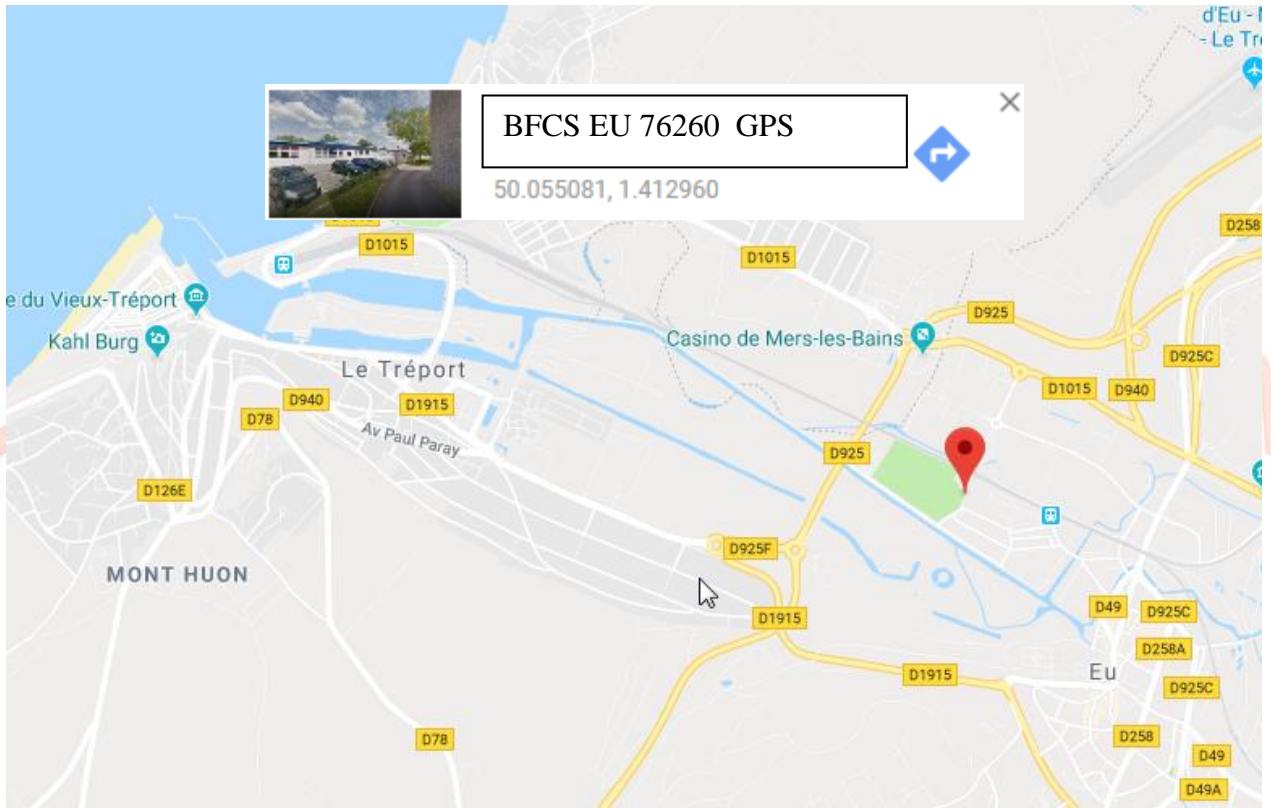 d'Eu -
- Le Tré
BFCS EU 76260 GPS
50.055081, 1.412960
D258
D1015
D1015
e du Vieux-Tréport
Kahl Burg
D925
Casino de Mers-les-Bains
D925C
Le Tréport
D940
D1915
D78
D1015
D940
Av Paul Paray
D925
D126E
D925F
MONT HUON
D1915
D49
D925C
D258A
Eu
D1915
D925C
D78
D258
D49
D49A